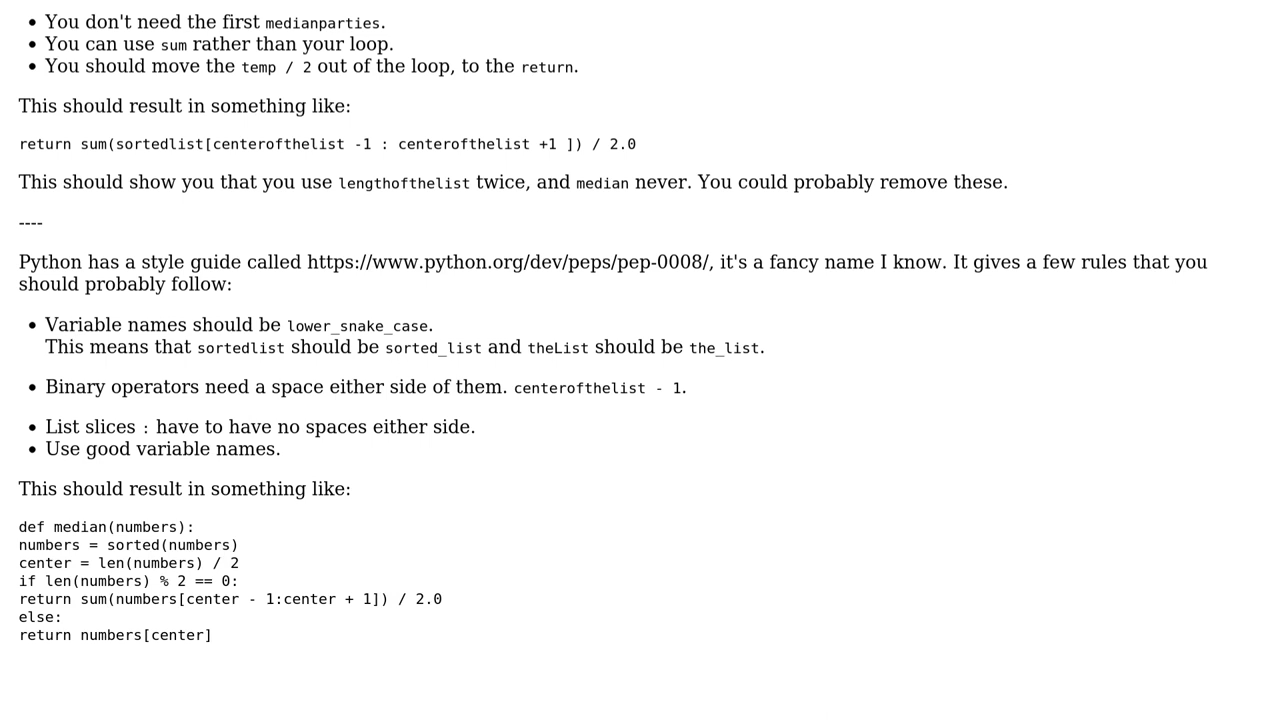 • You don't need the first medianparties.
• You can use sum rather than your loop.
• You should move the temp / 2 out of the loop, to the return.
This should result in something like:
return sum(sortedlist[centerofthelist -1 : centerofthelist +1 ]) / 2.0
This should show you that you use lengthofthelist twice, and median never. You could probably remove these.
----
Python has a style guide called https://www.python.org/dev/peps/pep-0008/, it's a fancy name I know. It gives a few rules that you
should probably follow:
• Variable names should be lower_snake_case.
This means that sortedlist should be sorted_list and theList should be the_list.
• Binary operators need a space either side of them. centerofthelist - 1.
• List slices : have to have no spaces either side.
• Use good variable names.
This should result in something like:
def median(numbers):
numbers = sorted(numbers)
center = len(numbers) / 2
if len(numbers) % 2 == 0:
return sum(numbers[center - 1:center + 1]) / 2.0
else:
return numbers[center]